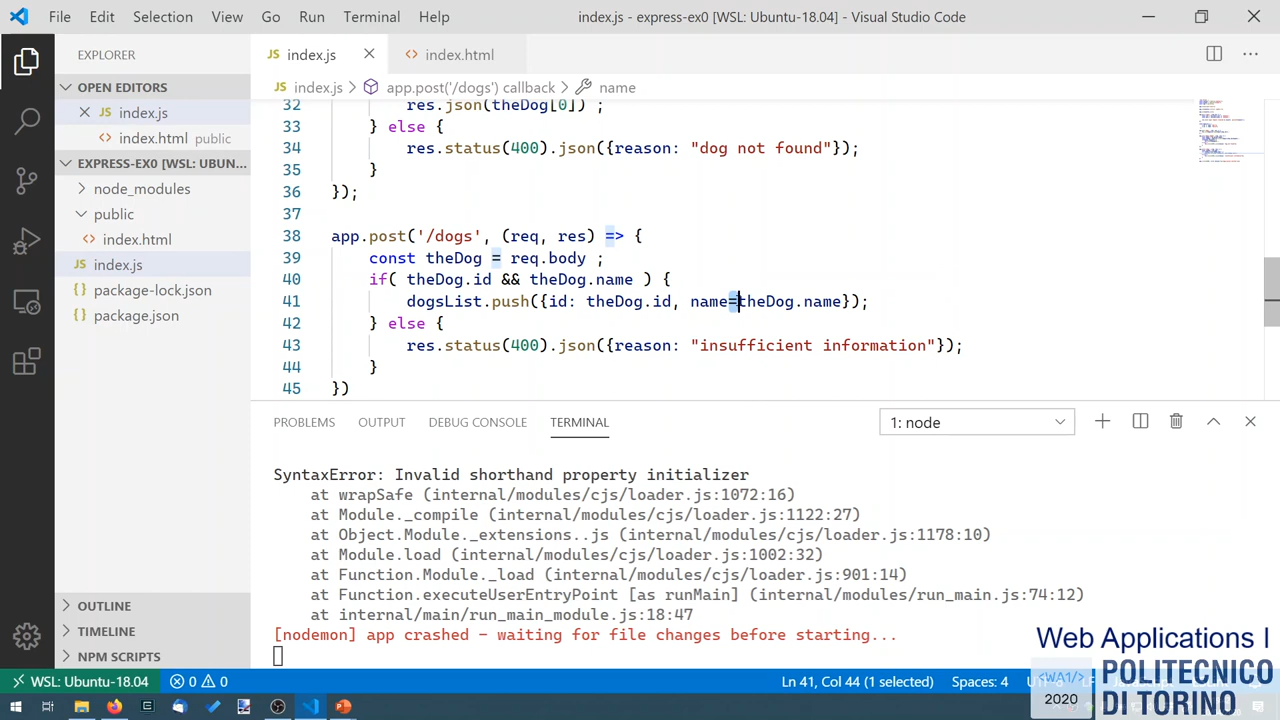 File Edit Selection View Go Run Terminal Help index.js - express-ex0 [WSL: Ubuntu-18.04] - Visual Studio Code
EXPLORER
JS index.js <> index.html
OPEN EDITORS
JS index.js > app.post('/dogs') callback > name
JS index.js
<> index.html public
EXPRESS-EX0 [WSL: UBUN...
node_modules
public
<> index.html
JS index.js
{} package-lock.json
{} package.json
OUTLINE
TIMELINE
NPM SCRIPTS
32 res.json(theDog[0]) ;
33 } else {
34 res.status(400).json({reason: "dog not found"});
35 }
36 });
37
38 app.post('/dogs', (req, res) => {
39 const theDog = req.body ;
40 if( theDog.id && theDog.name ) {
41 dogsList.push({id: theDog.id, name=theDog.name});
42 } else {
43 res.status(400).json({reason: "insufficient information"});
44 }
45 })
PROBLEMS OUTPUT DEBUG CONSOLE TERMINAL 1: node
SyntaxError: Invalid shorthand property initializer
at wrapSafe (internal/modules/cjs/loader.js:1072:16)
at Module._compile (internal/modules/cjs/loader.js:1122:27)
at Object.Module._extensions..js (internal/modules/cjs/loader.js:1178:10)
at Module.load (internal/modules/cjs/loader.js:1002:32)
at Function.Module._load (internal/modules/cjs/loader.js:901:14)
at Function.executeUserEntryPoint [as runMain] (internal/modules/run_main.js:74:12)
at internal/main/run_main_module.js:18:47
[nodemon] app crashed - waiting for file changes before starting...
WSL: Ubuntu-18.04 0 0 Ln 41, Col 44 (1 selected) Spaces: 4
Web Applications I
<WA1/>
2020
POLITECNICO
DI TORINO